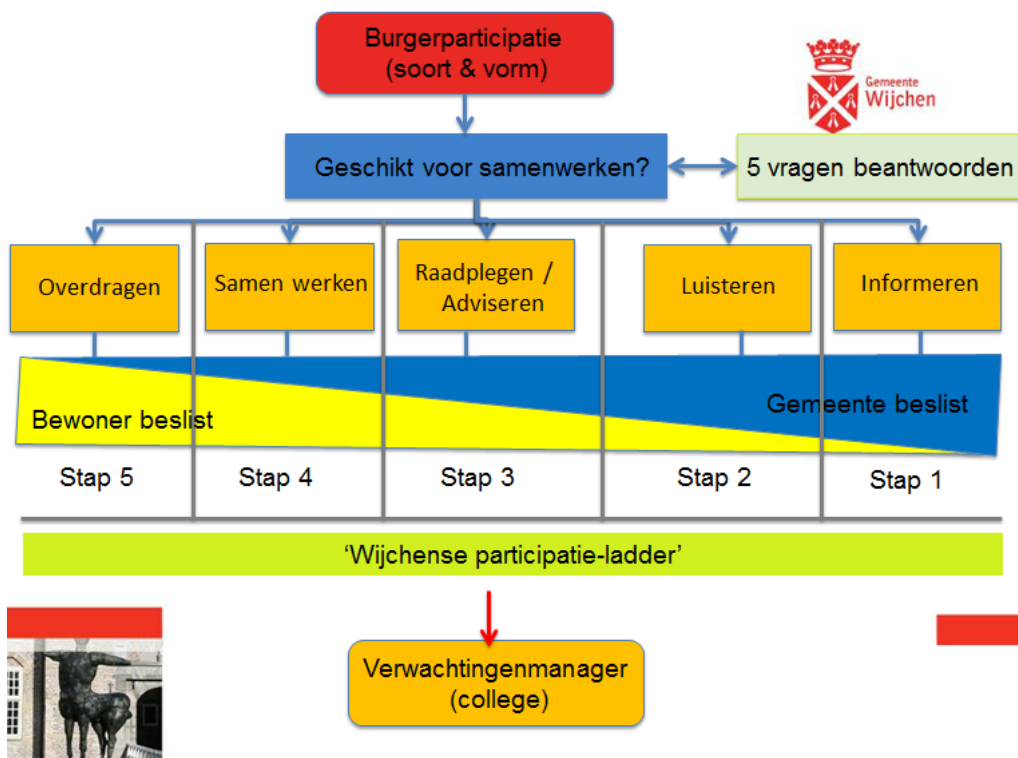 Burgerparticipatie
(soort & vorm)
Gemeente
Wijchen
Geschikt voor samenwerken?
5 vragen beantwoorden
Overdragen
Samen werken
Raadplegen /
Adviseren
Luisteren
Informeren
Bewoner beslist
Gemeente beslist
Stap 5
Stap 4
Stap 3
Stap 2
Stap 1
‘Wijchense participatie-ladder’
Verwachtingenmanager
(college)